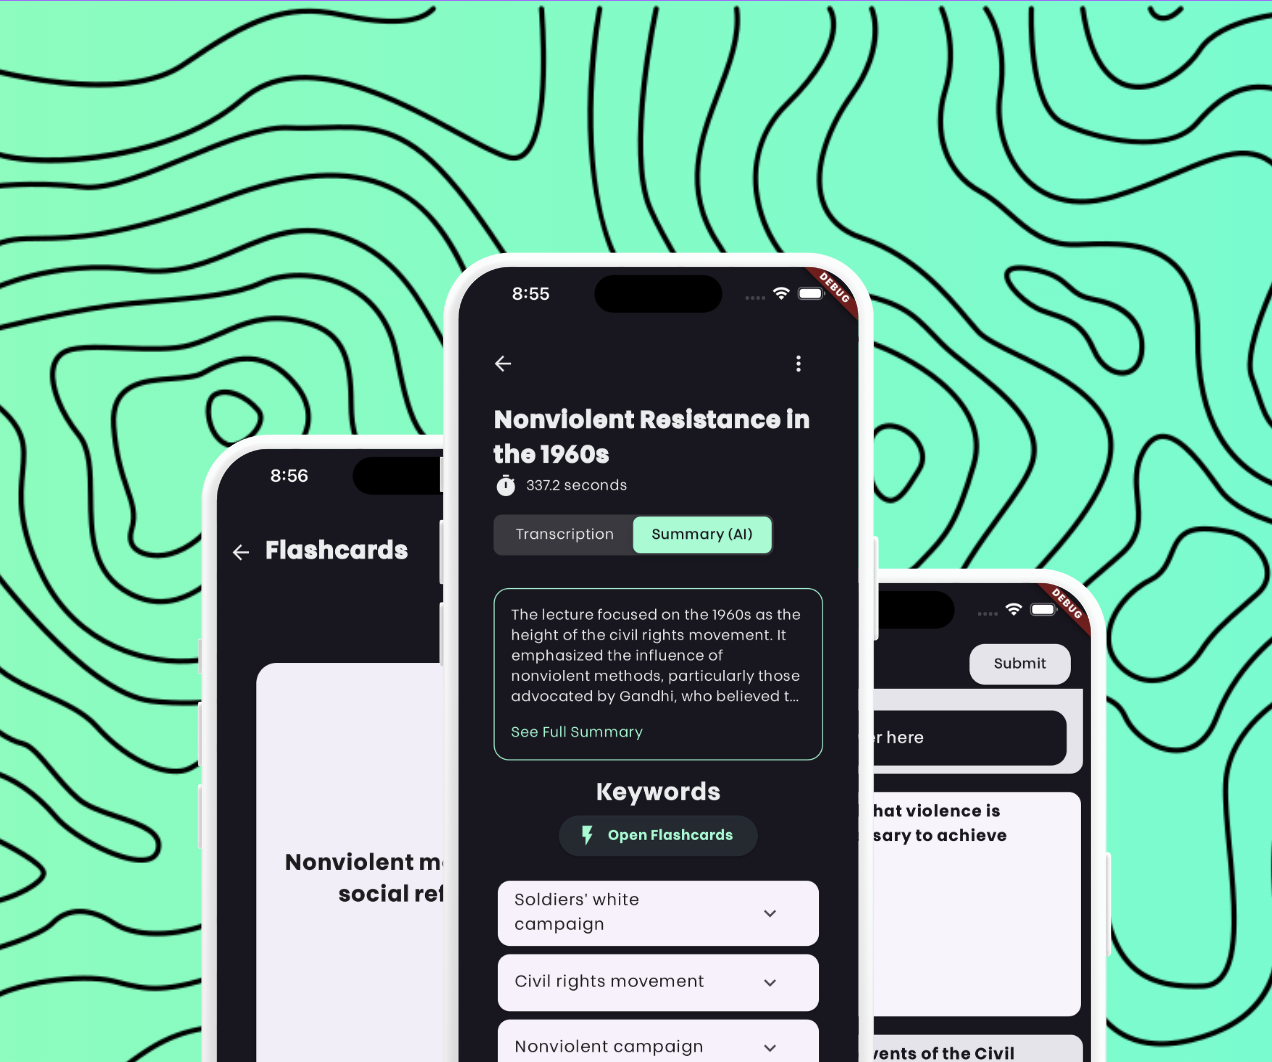 8:55
DEBUG
Nonviolent Resistance in
the 1960s
337.2 seconds
Transcription
Summary (AI)
The lecture focused on the 1960s as the
height of the civil rights movement. It
emphasized the influence of
nonviolent methods, particularly those
advocated by Gandhi, who believed t...
See Full Summary
Keywords
Open Flashcards
Soldiers' white
campaign
Civil rights movement
Nonviolent campaign
8:56
Flashcards
Nonviolent m
social ref
DEBUG
Submit
er here
hat violence is
sary to achieve
vents of the Civil